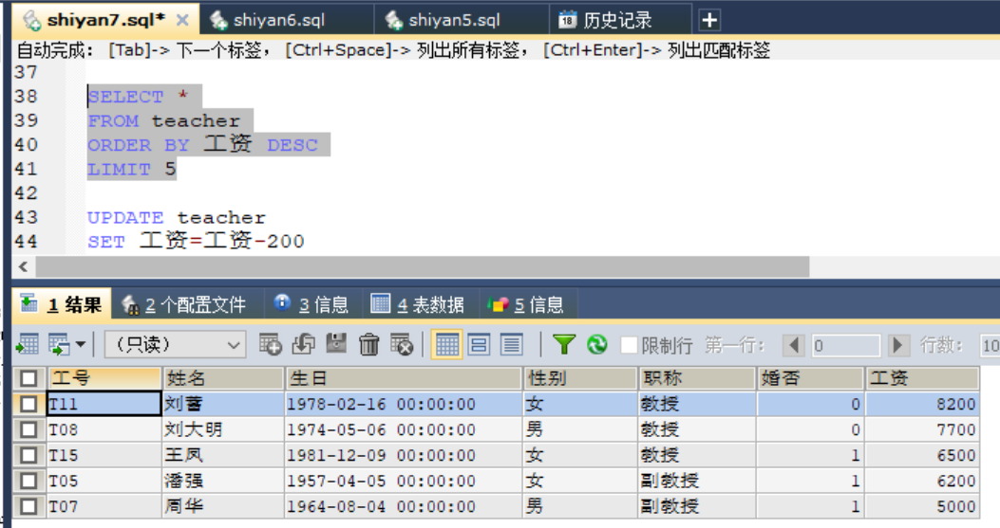 shiyan7.sql* shiyan6.sql shiyan5.sql 历史记录
自动完成： [Tab]-> 下一个标签， [Ctrl+Space]-> 列出所有标签， [Ctrl+Enter]-> 列出匹配标签
37
38 SELECT *
39 FROM teacher
40 ORDER BY 工资 DESC
41 LIMIT 5
42
43 UPDATE teacher
44 SET 工资=工资-200
1 结果 2 个配置文件 3 信息 4 表数据 5 信息
（只读） 限制行 第一行： 0 行数： 10
工号 姓名 生日 性别 职称 婚否 工资
T11 刘蕾 1978-02-16 00:00:00 女 教授 0 8200
T08 刘大明 1974-05-06 00:00:00 男 教授 0 7700
T15 王凤 1981-12-09 00:00:00 女 教授 1 6500
T05 潘强 1957-04-05 00:00:00 女 副教授 1 6200
T07 周华 1964-08-04 00:00:00 男 副教授 1 5000